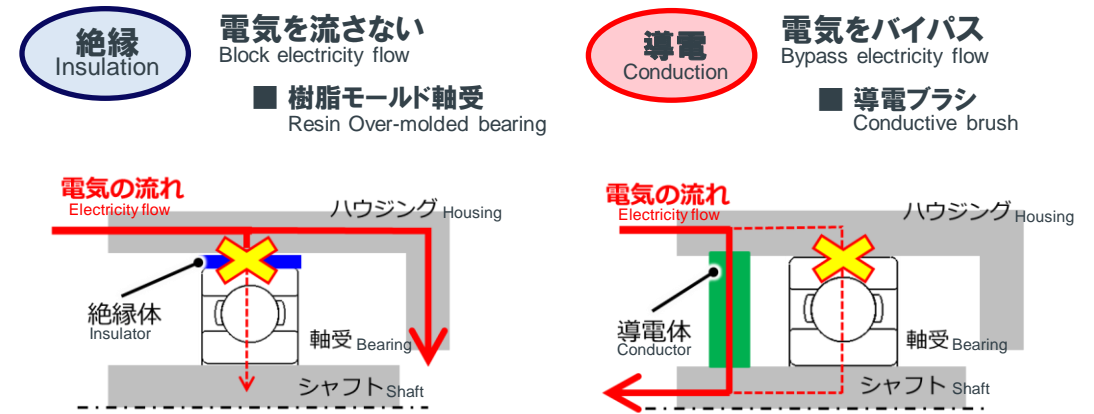 絶縁
Insulation
電気を流さない
Block electricity flow
■ 樹脂モールド軸受
Resin Over-molded bearing
電気の流れ
Electricity flow
ハウジング Housing
絶縁体
Insulator
軸受 Bearing
シャフト Shaft
導電
Conduction
電気をバイパス
Bypass electricity flow
■ 導電ブラシ
Conductive brush
電気の流れ
Electricity flow
ハウジング Housing
導電体
Conductor
軸受 Bearing
シャフト Shaft